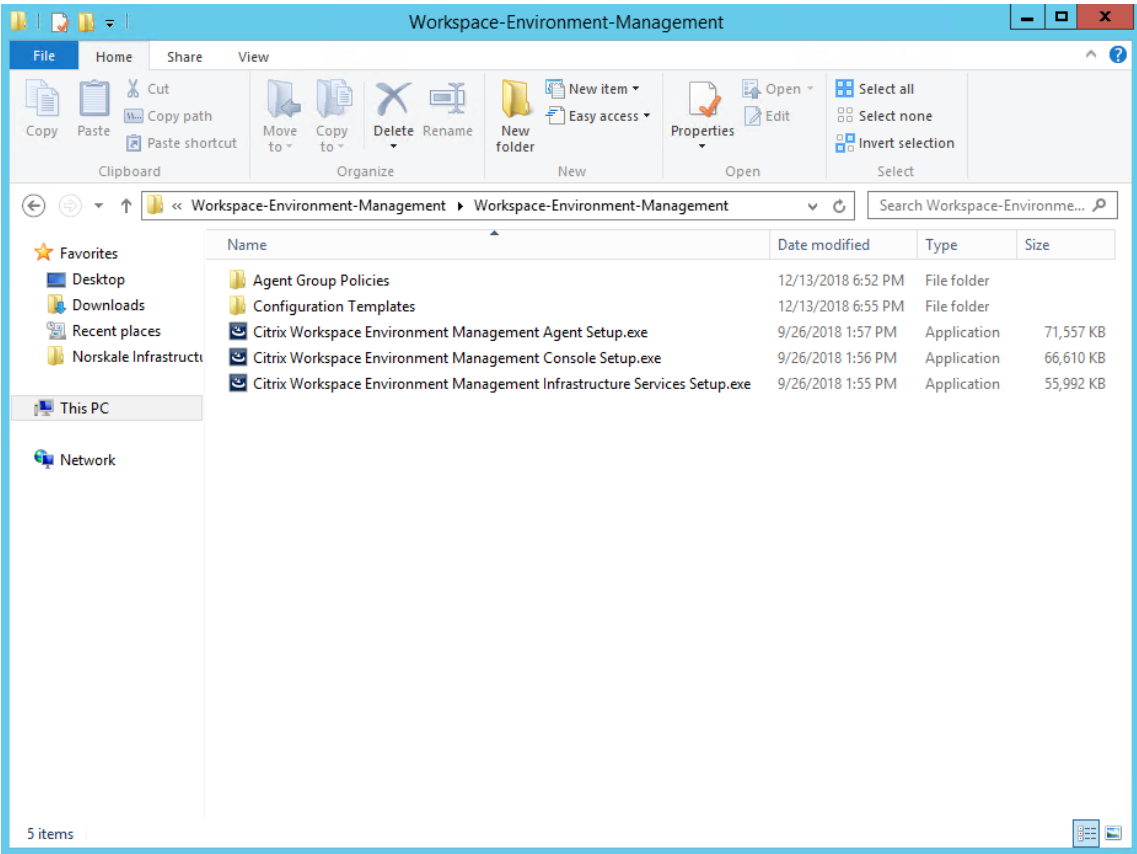 Workspace-Environment-Management
File Home Share View
Copy
Paste
Cut
W... Copy path
Paste shortcut
Clipboard
Move to
Copy to
Delete
Rename
Organize
New folder
New item
Easy access
New
Properties
Open
Edit
Open
Select all
Select none
Invert selection
Select
« Workspace-Environment-Management Workspace-Environment-Management
Search Workspace-Environme...
Favorites
Desktop
Downloads
Recent places
Norskale Infrastructu
This PC
Network
Name Date modified Type Size
Agent Group Policies 12/13/2018 6:52 PM File folder
Configuration Templates 12/13/2018 6:55 PM File folder
Citrix Workspace Environment Management Agent Setup.exe 9/26/2018 1:57 PM Application 71,557 KB
Citrix Workspace Environment Management Console Setup.exe 9/26/2018 1:56 PM Application 66,610 KB
Citrix Workspace Environment Management Infrastructure Services Setup.exe 9/26/2018 1:55 PM Application 55,992 KB
5 items